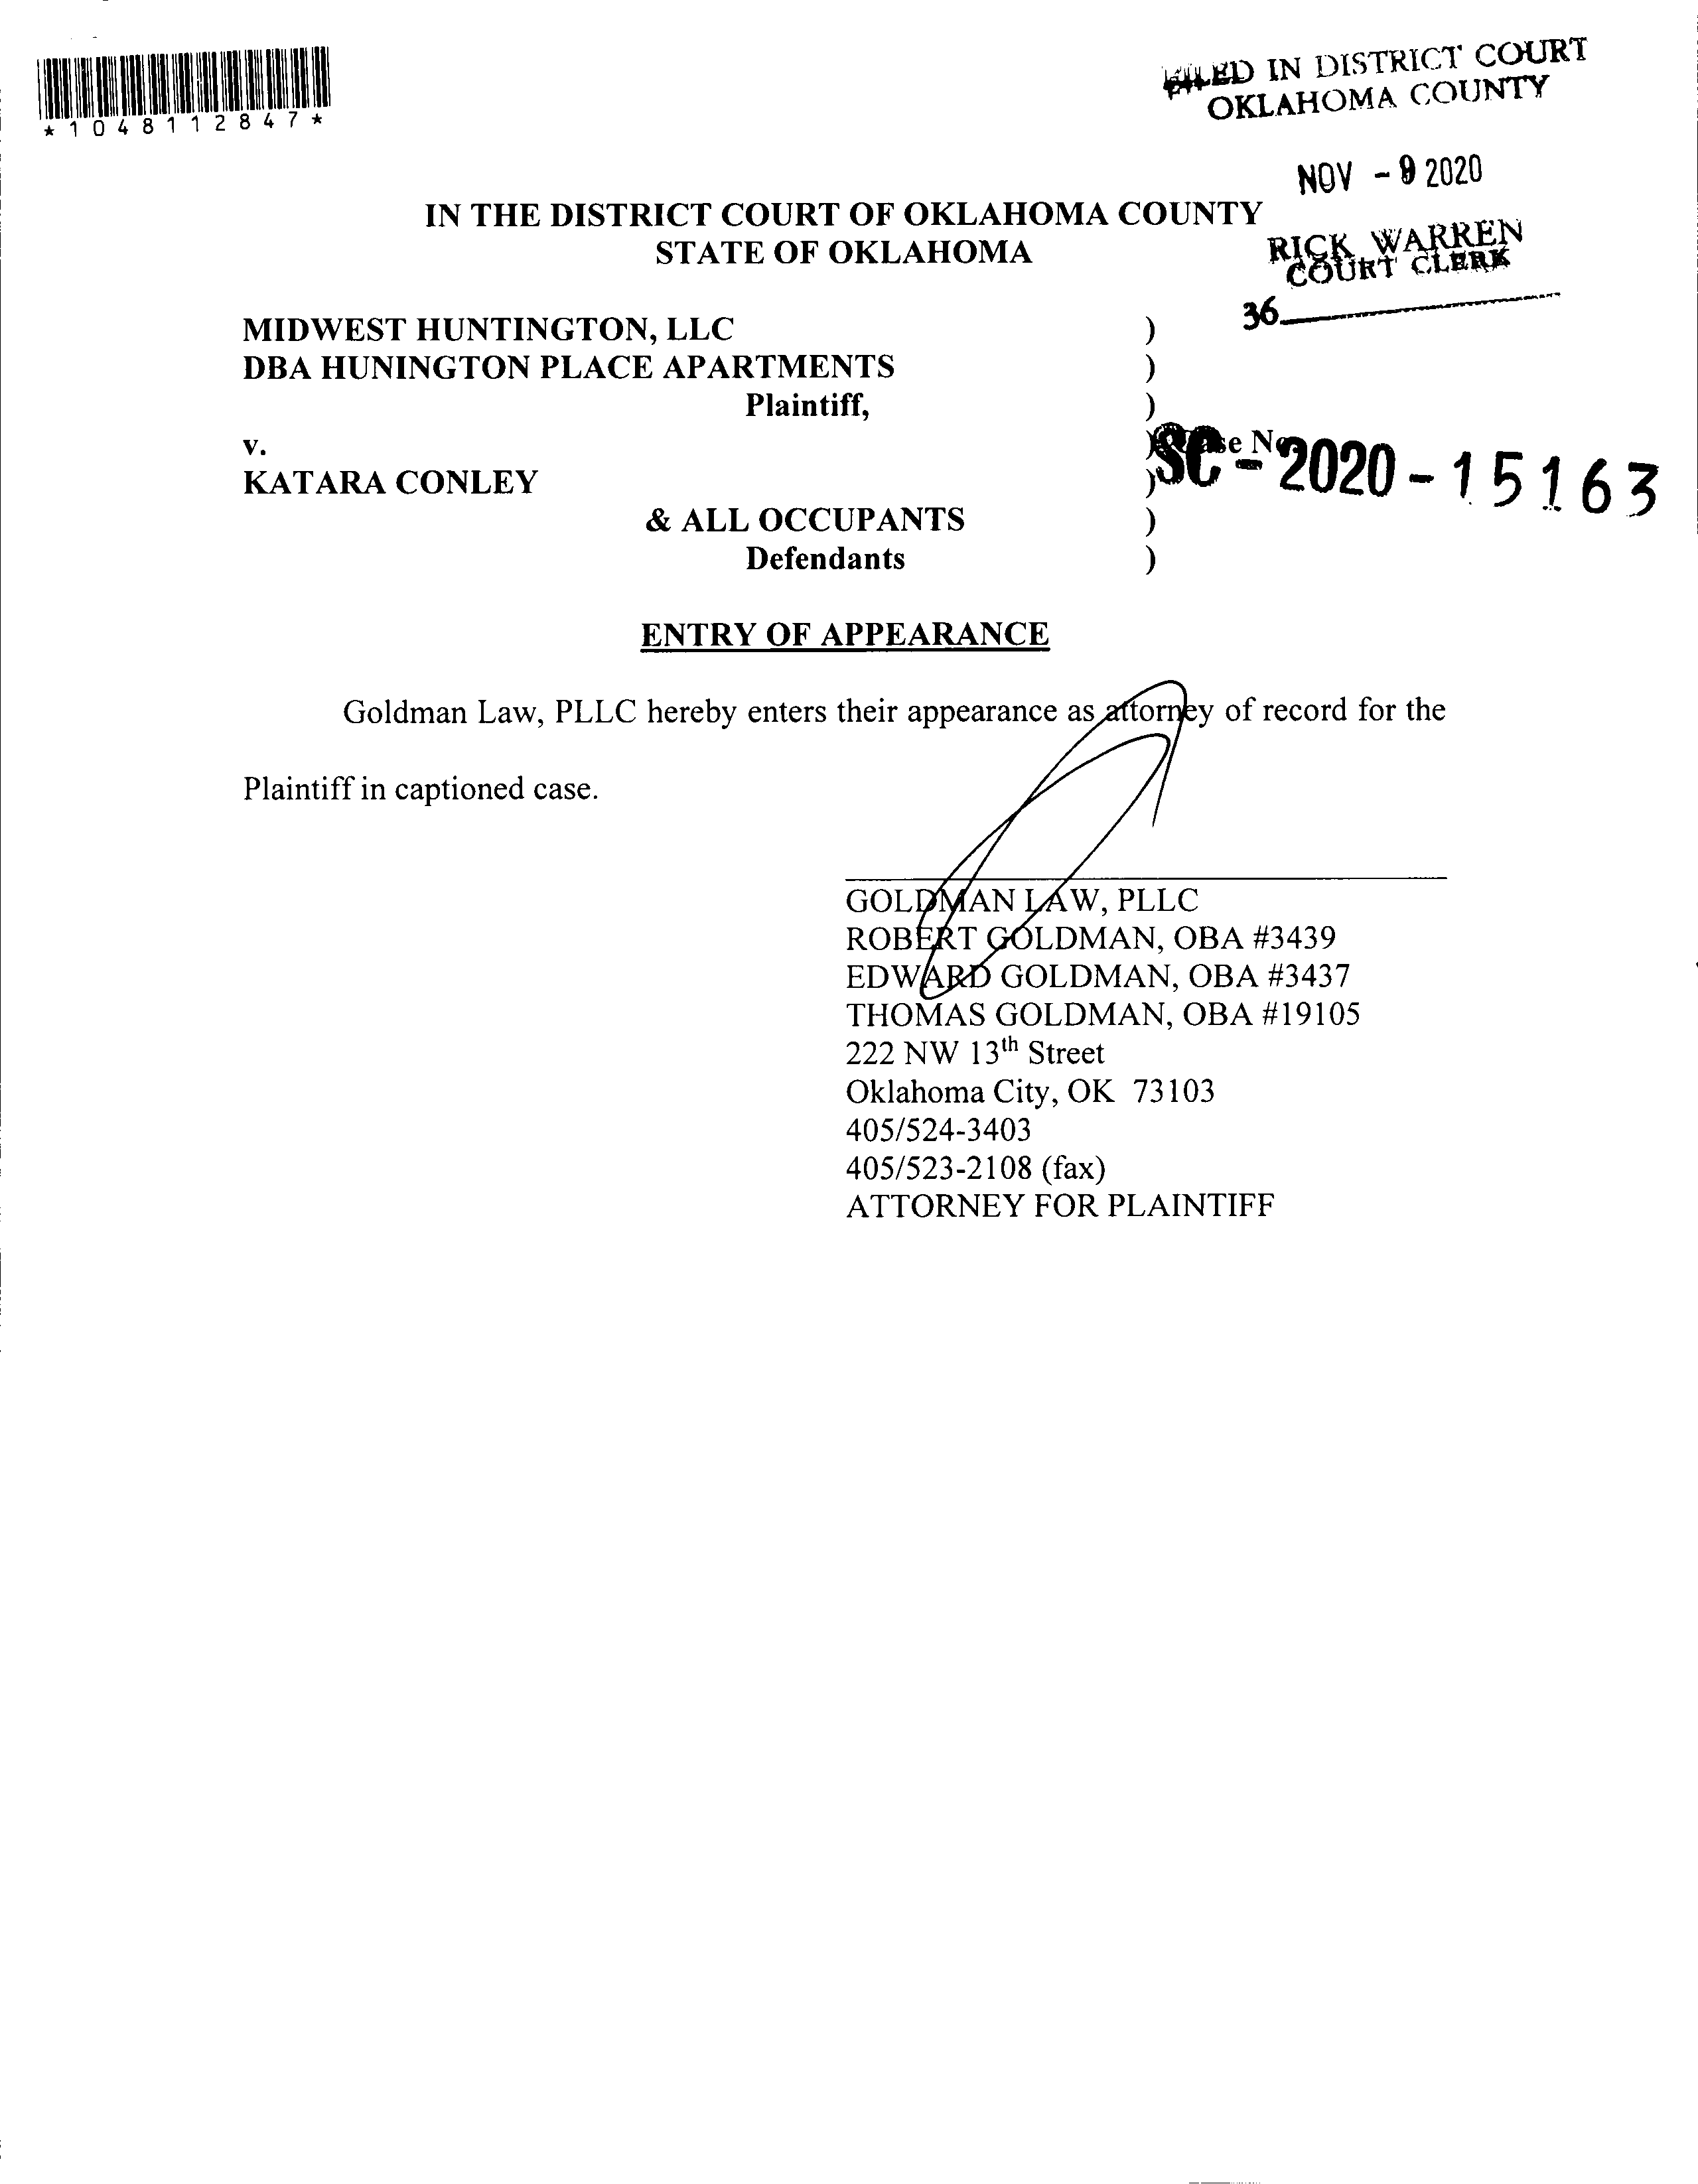 *1048112847*
FILED IN DISTRICT COURT
OKLAHOMA COUNTY
NOV - 9 2020
RICK WARREN
COURT CLERK
36
IN THE DISTRICT COURT OF OKLAHOMA COUNTY
STATE OF OKLAHOMA
MIDWEST HUNTINGTON, LLC )
DBA HUNINGTON PLACE APARTMENTS )
Plaintiff, )
v. ) Case No.
SC - 2020 - 15163
KATARA CONLEY )
& ALL OCCUPANTS )
Defendants )
ENTRY OF APPEARANCE
Goldman Law, PLLC hereby enters their appearance as attorney of record for the
Plaintiff in captioned case.
GOLDMAN LAW, PLLC
ROBERT GOLDMAN, OBA #3439
EDWARD GOLDMAN, OBA #3437
THOMAS GOLDMAN, OBA #19105
222 NW 13th Street
Oklahoma City, OK 73103
405/524-3403
405/523-2108 (fax)
ATTORNEY FOR PLAINTIFF